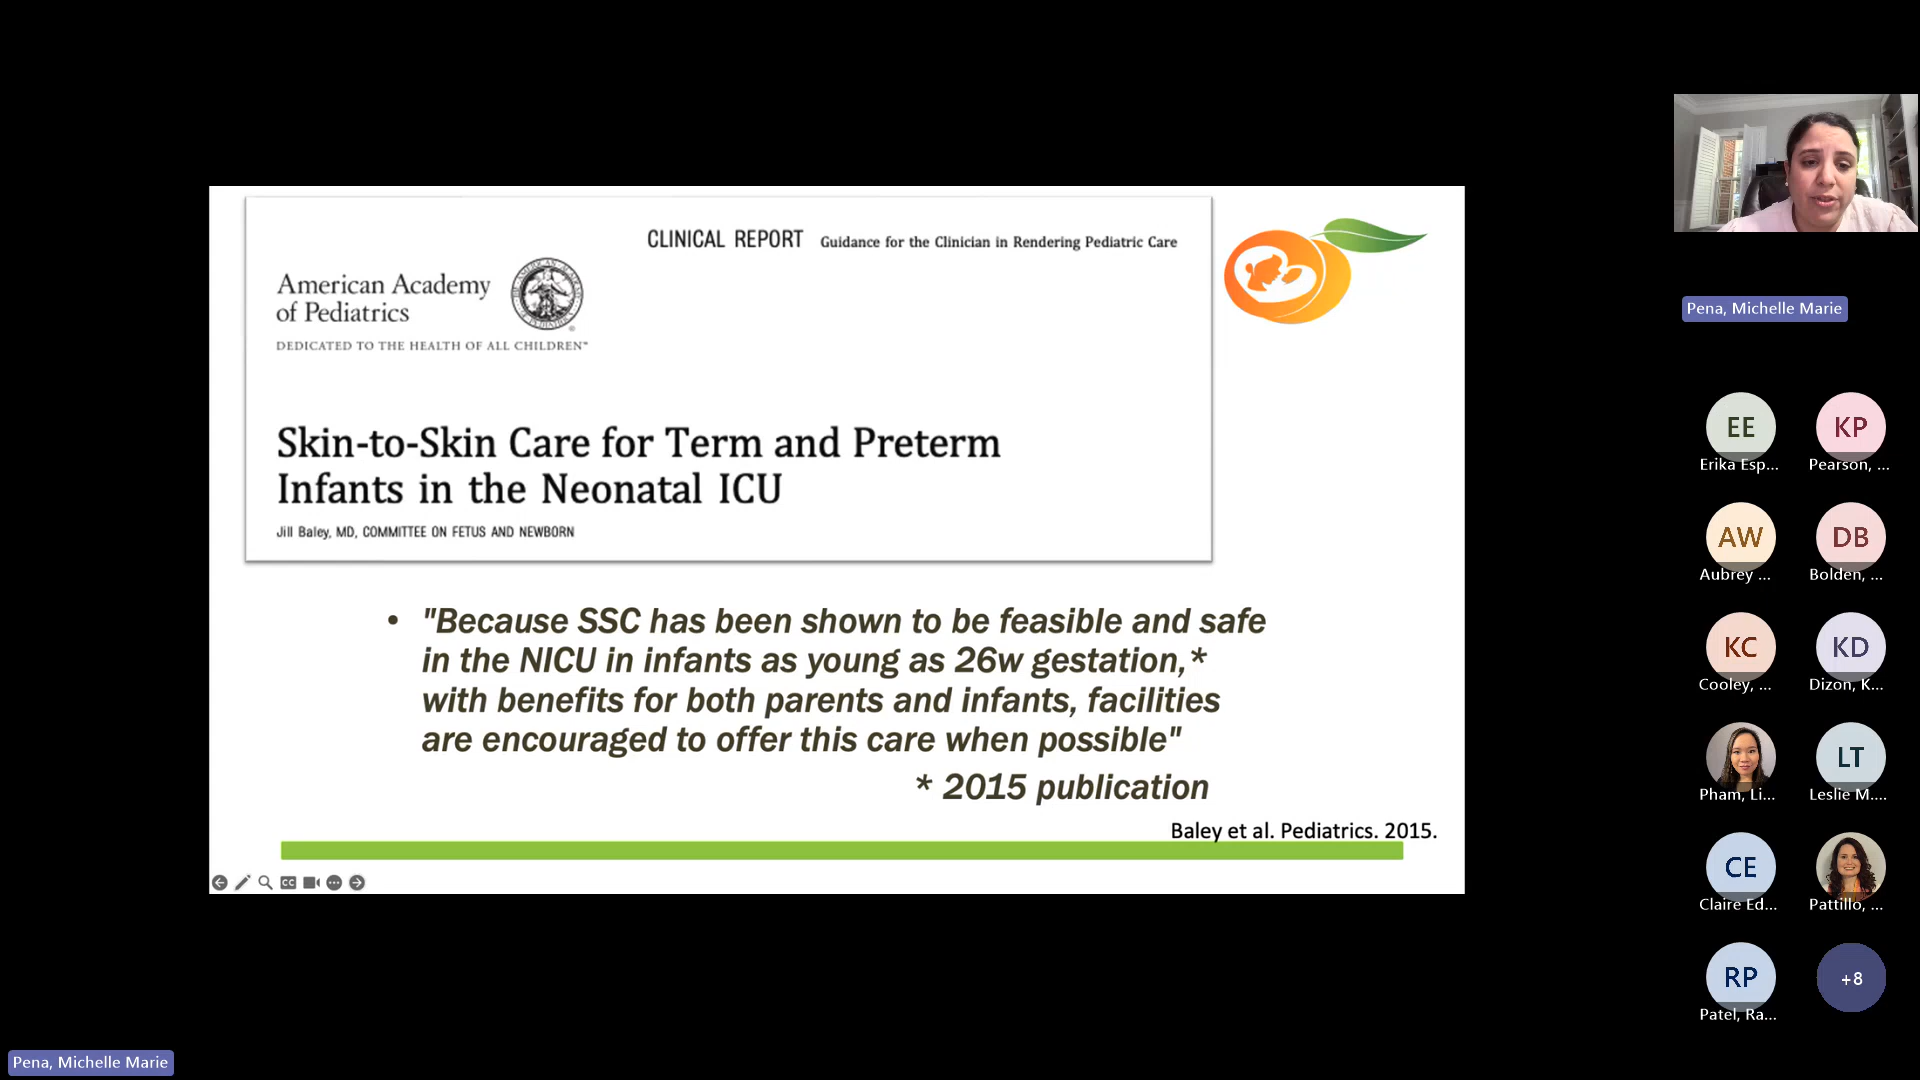 CLINICAL REPORT Guidance for the Clinician in Rendering Pediatric Care
American Academy
of Pediatrics
DEDICATED TO THE HEALTH OF ALL CHILDREN™
Skin-to-Skin Care for Term and Preterm
Infants in the Neonatal ICU
Jill Baley, MD, COMMITTEE ON FETUS AND NEWBORN
• "Because SSC has been shown to be feasible and safe
in the NICU in infants as young as 26w gestation,*
with benefits for both parents and infants, facilities
are encouraged to offer this care when possible"
* 2015 publication
Baley et al. Pediatrics. 2015.
CC
Pena, Michelle Marie
EE KP
Erika Esp... Pearson, ...
AW DB
Aubrey ... Bolden, ...
KC KD
Cooley, ... Dizon, K...
LT
Pham, Li... Leslie M....
CE
Claire Ed... Pattillo, ...
RP +8
Patel, Ra...
Pena, Michelle Marie